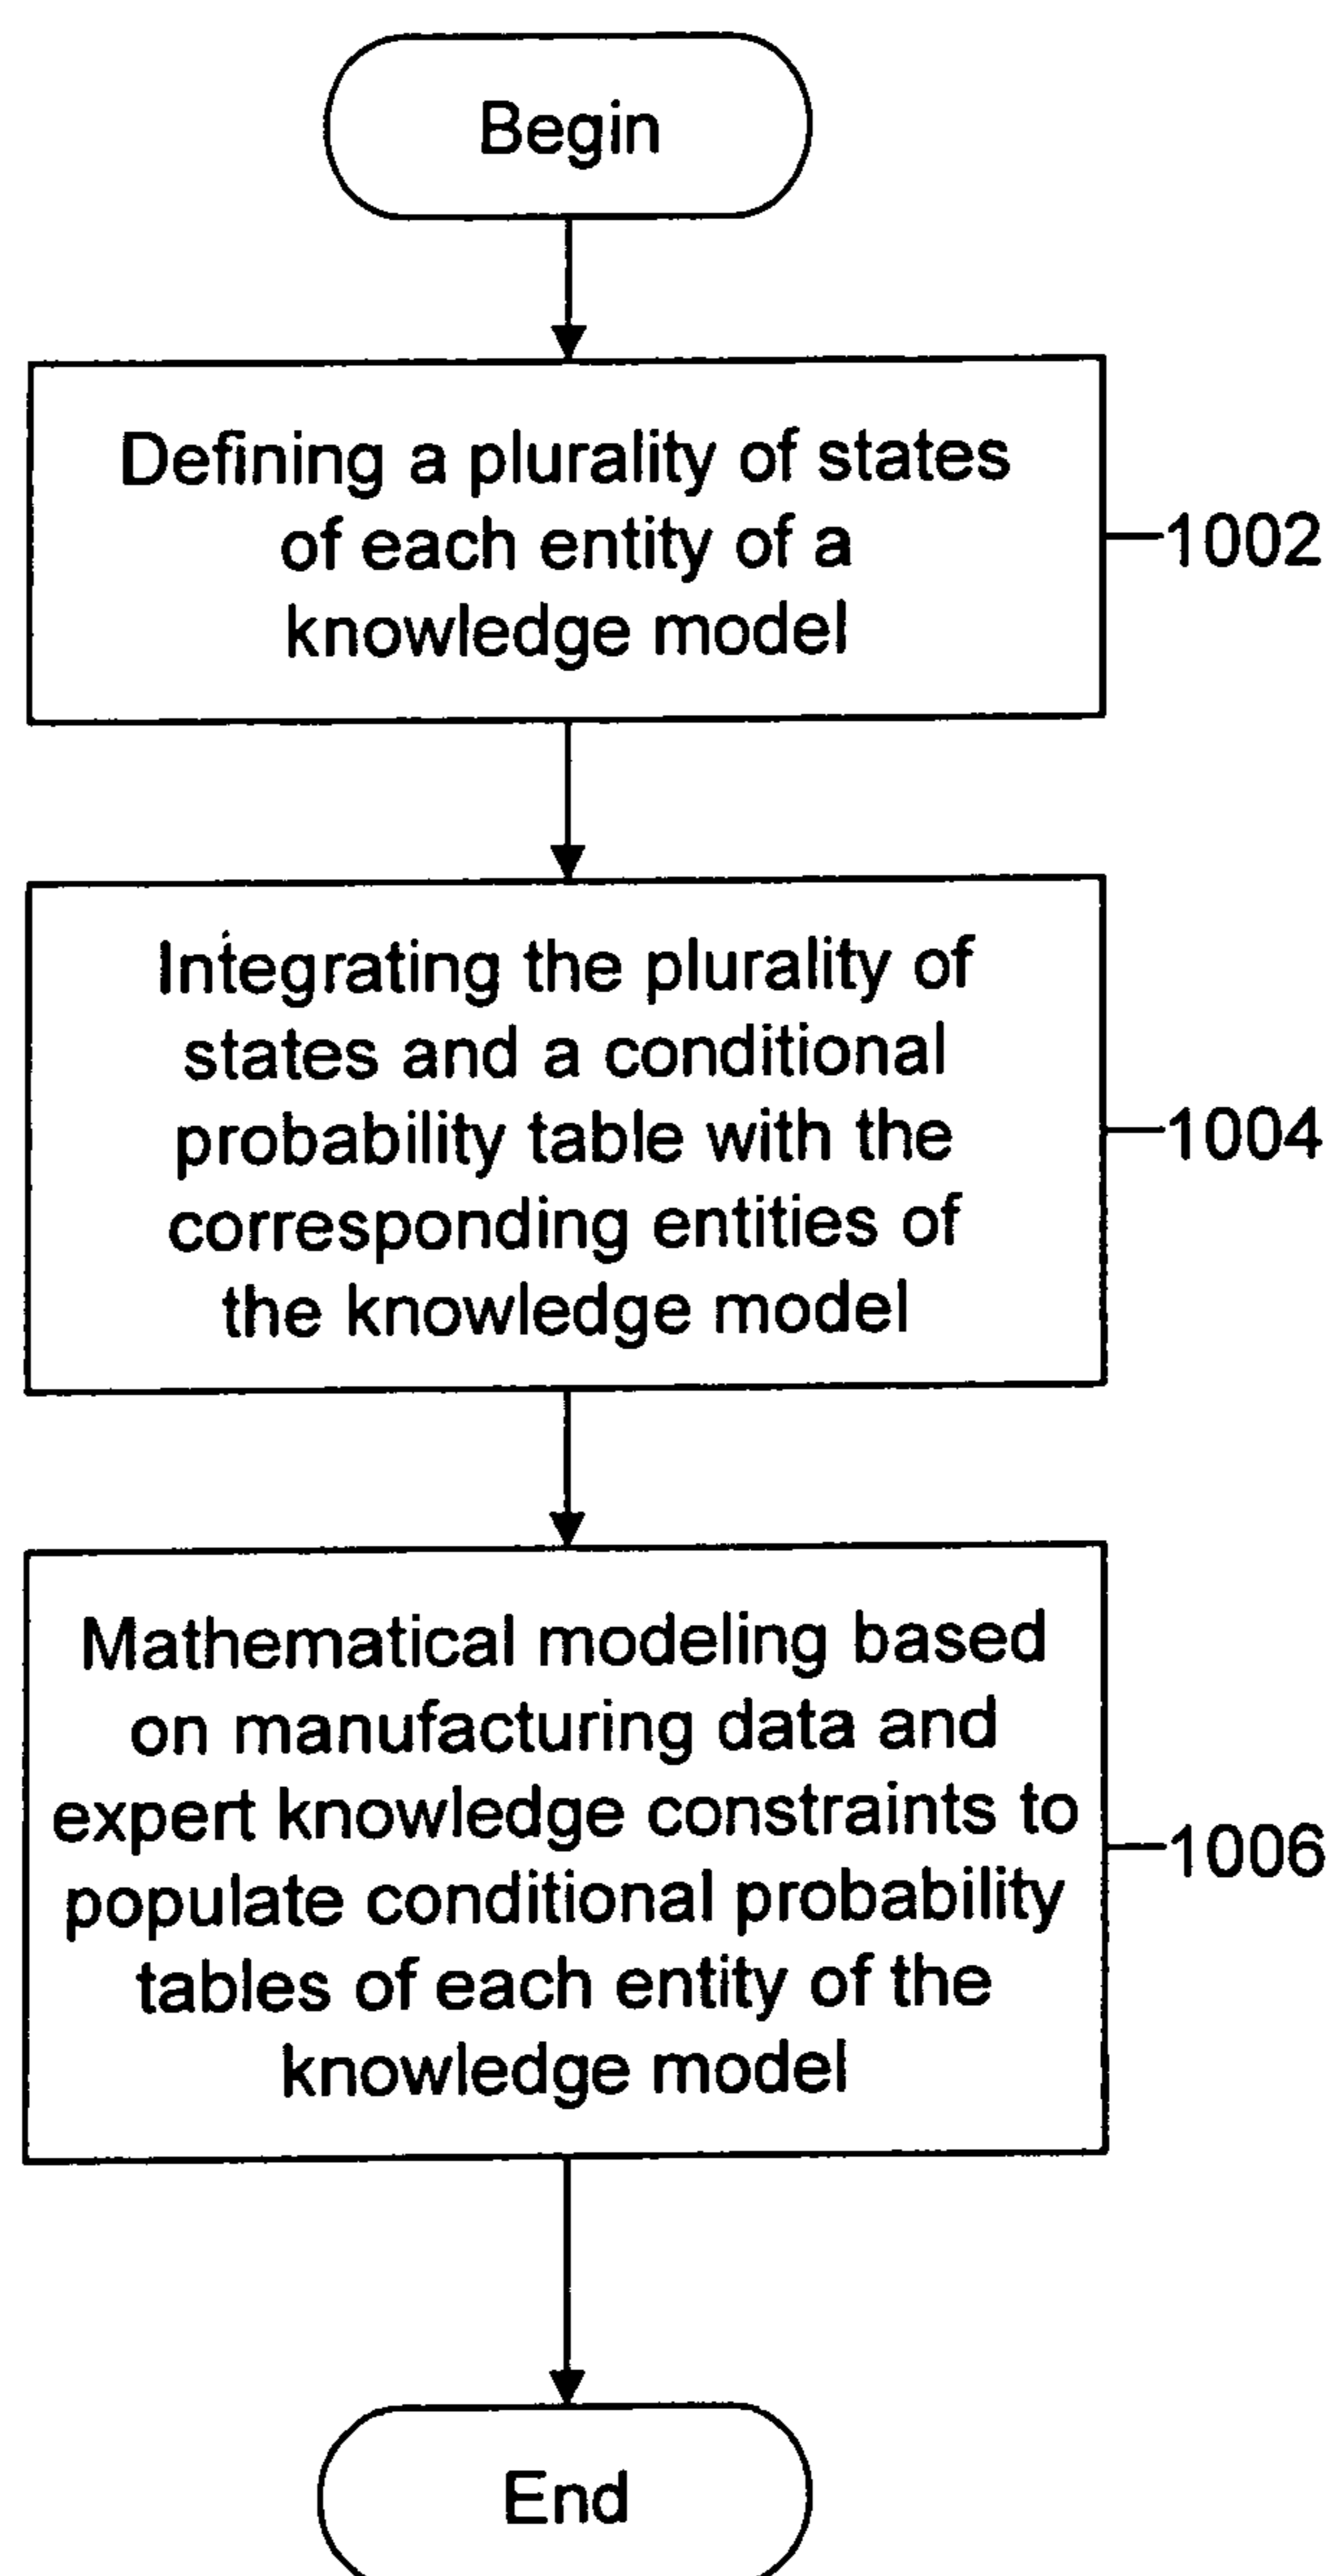 Begin
Defining a plurality of states
of each entity of a
knowledge model
1002
Integrating the plurality of
states and a conditional
probability table with the
corresponding entities of
the knowledge model
1004
Mathematical modeling based
on manufacturing data and
expert knowledge constraints to
populate conditional probability
tables of each entity of the
knowledge model
1006
End